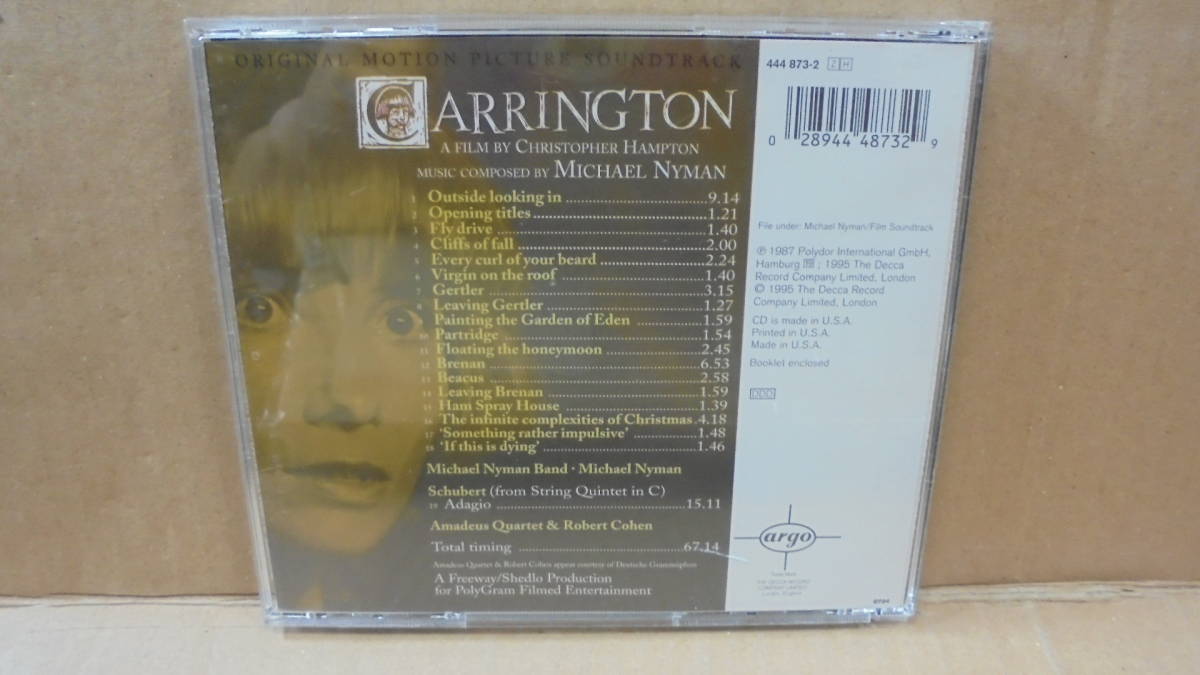 ORIGINAL MOTION PICTURE SOUNDTRACK
CARRINGTON
A FILM BY CHRISTOPHER HAMPTON
MUSIC COMPOSED BY MICHAEL NYMAN
1 Outside looking in 9.14
2 Opening titles 1.21
3 Fly drive 1.40
4 Cliffs of fall 2.00
5 Every curl of your beard 2.24
6 Virgin on the roof 1.40
7 Gertler 3.15
8 Leaving Gertler 1.27
9 Painting the Garden of Eden 1.59
10 Partridge 1.54
11 Floating the honeymoon 2.45
12 Brenan 6.53
13 Beacus 2.58
14 Leaving Brenan 1.59
15 Ham Spray House 1.39
16 The infinite complexities of Christmas 4.18
17 'Something rather impulsive' 1.48
18 'If this is dying' 1.46
Michael Nyman Band · Michael Nyman
Schubert (from String Quintet in C)
19 Adagio 15.11
Amadeus Quartet & Robert Cohen
Total timing 67.14
Amadeus Quartet & Robert Cohen appear courtesy of Deutsche Grammophon
A Freeway/Shedlo Production
for PolyGram Filmed Entertainment
444 873-2 Z H
0 28944 48732 9
File under: Michael Nyman/Film Soundtrack
℗ 1987 Polydor International GmbH,
Hamburg ; 1995 The Decca
Record Company Limited, London
© 1995 The Decca Record
Company Limited, London
CD is made in U.S.A.
Printed in U.S.A.
Made in U.S.A.
Booklet enclosed
DDD
argo
Trade Mark
THE DECCA RECORD
COMPANY LIMITED
London, England